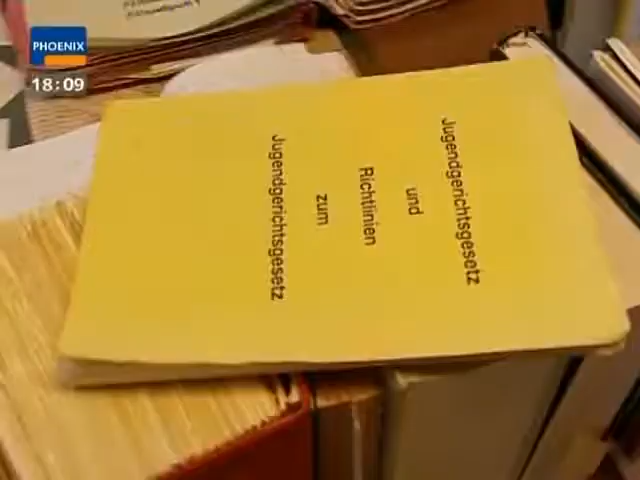 PHOENIX
18:09
Jugendgerichtsgesetz
und
Richtlinien
zum
Jugendgerichtsgesetz